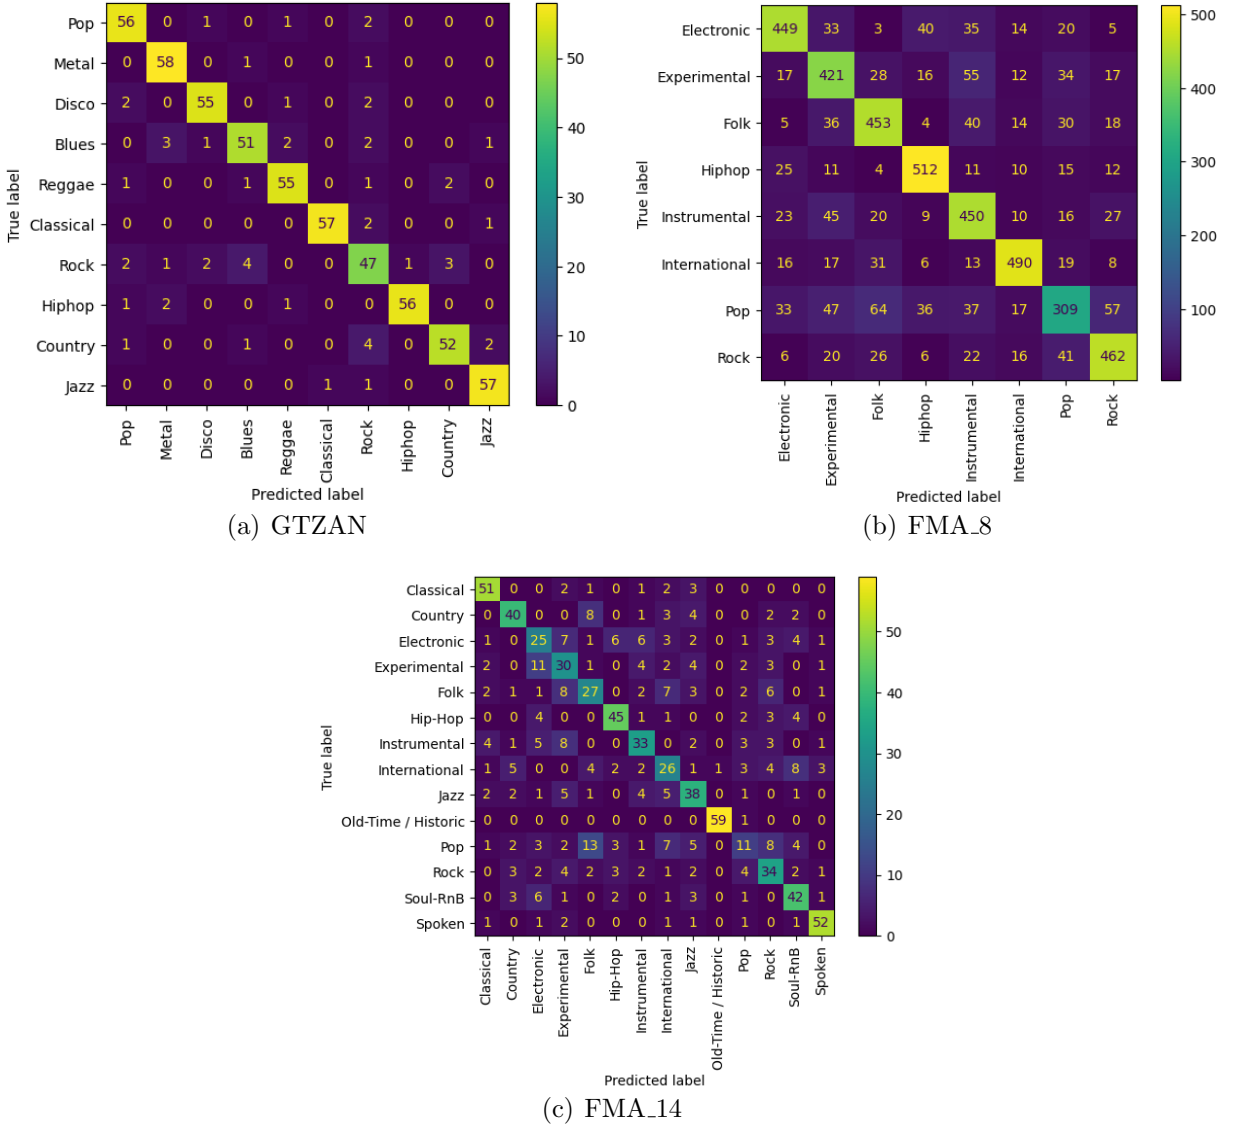 True label
Pop 56 0 1 0 1 0 2 0 0 0
Metal 0 58 0 1 0 0 1 0 0 0
Disco 2 0 55 0 1 0 2 0 0 0
Blues 0 3 1 51 2 0 2 0 0 1
Reggae 1 0 0 1 55 0 1 0 2 0
Classical 0 0 0 0 0 57 2 0 0 1
Rock 2 1 2 4 0 0 47 1 3 0
Hiphop 1 2 0 0 1 0 0 56 0 0
Country 1 0 0 1 0 0 4 0 52 2
Jazz 0 0 0 0 0 1 1 0 0 57
Pop Metal Disco Blues Reggae Classical Rock Hiphop Country Jazz
Predicted label
50
40
30
20
10
0
(a) GTZAN
True label
Electronic 449 33 3 40 35 14 20 5
Experimental 17 421 28 16 55 12 34 17
Folk 5 36 453 4 40 14 30 18
Hiphop 25 11 4 512 11 10 15 12
Instrumental 23 45 20 9 450 10 16 27
International 16 17 31 6 13 490 19 8
Pop 33 47 64 36 37 17 309 57
Rock 6 20 26 6 22 16 41 462
Electronic Experimental Folk Hiphop Instrumental International Pop Rock
Predicted label
500
400
300
200
100
(b) FMA_8
True label
Classical 51 0 0 2 1 0 1 2 3 0 0 0 0 0
Country 0 40 0 0 8 0 1 3 4 0 0 2 2 0
Electronic 1 0 25 7 1 6 6 3 2 0 1 3 4 1
Experimental 2 0 11 30 1 0 4 2 4 0 2 3 0 1
Folk 2 1 1 8 27 0 2 7 3 0 2 6 0 1
Hip-Hop 0 0 4 0 0 45 1 1 0 0 2 3 4 0
Instrumental 4 1 5 8 0 0 33 0 2 0 3 3 0 1
International 1 5 0 0 4 2 2 26 1 1 3 4 8 3
Jazz 2 2 1 5 1 0 4 5 38 0 1 0 1 0
Old-Time / Historic 0 0 0 0 0 0 0 0 0 59 1 0 0 0
Pop 1 2 3 2 13 3 1 7 5 0 11 8 4 0
Rock 0 3 2 4 2 3 2 1 2 0 4 34 2 1
Soul-RnB 0 3 6 1 0 2 0 1 3 0 1 0 42 1
Spoken 1 0 1 2 0 0 0 1 1 0 1 0 1 52
Classical Country Electronic Experimental Folk Hip-Hop Instrumental International Jazz Old-Time / Historic Pop Rock Soul-RnB Spoken
Predicted label
50
40
30
20
10
0
(c) FMA_14